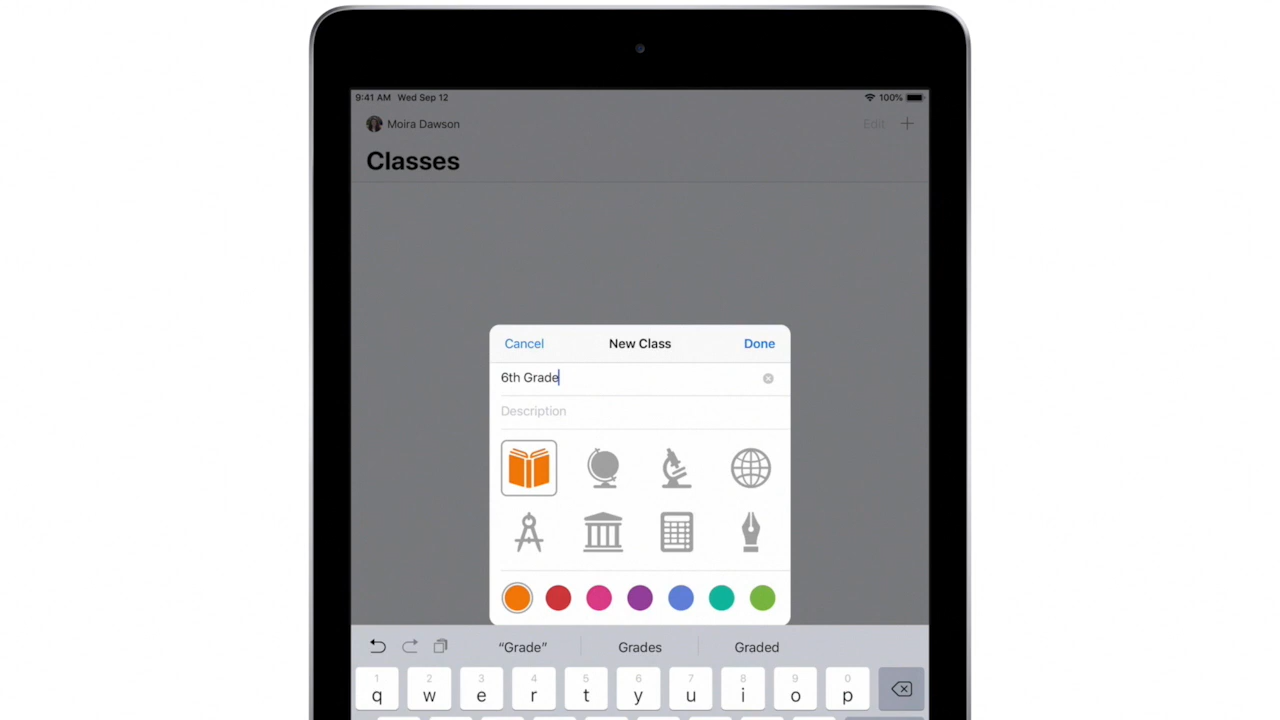 9:41 AM Wed Sep 12 100%
Moira Dawson Edit
Classes
Cancel New Class Done
6th Grade
Description
“Grade” Grades Graded
1 2 3 4 5 6 7 8 9 0
q w e r t y u i o p